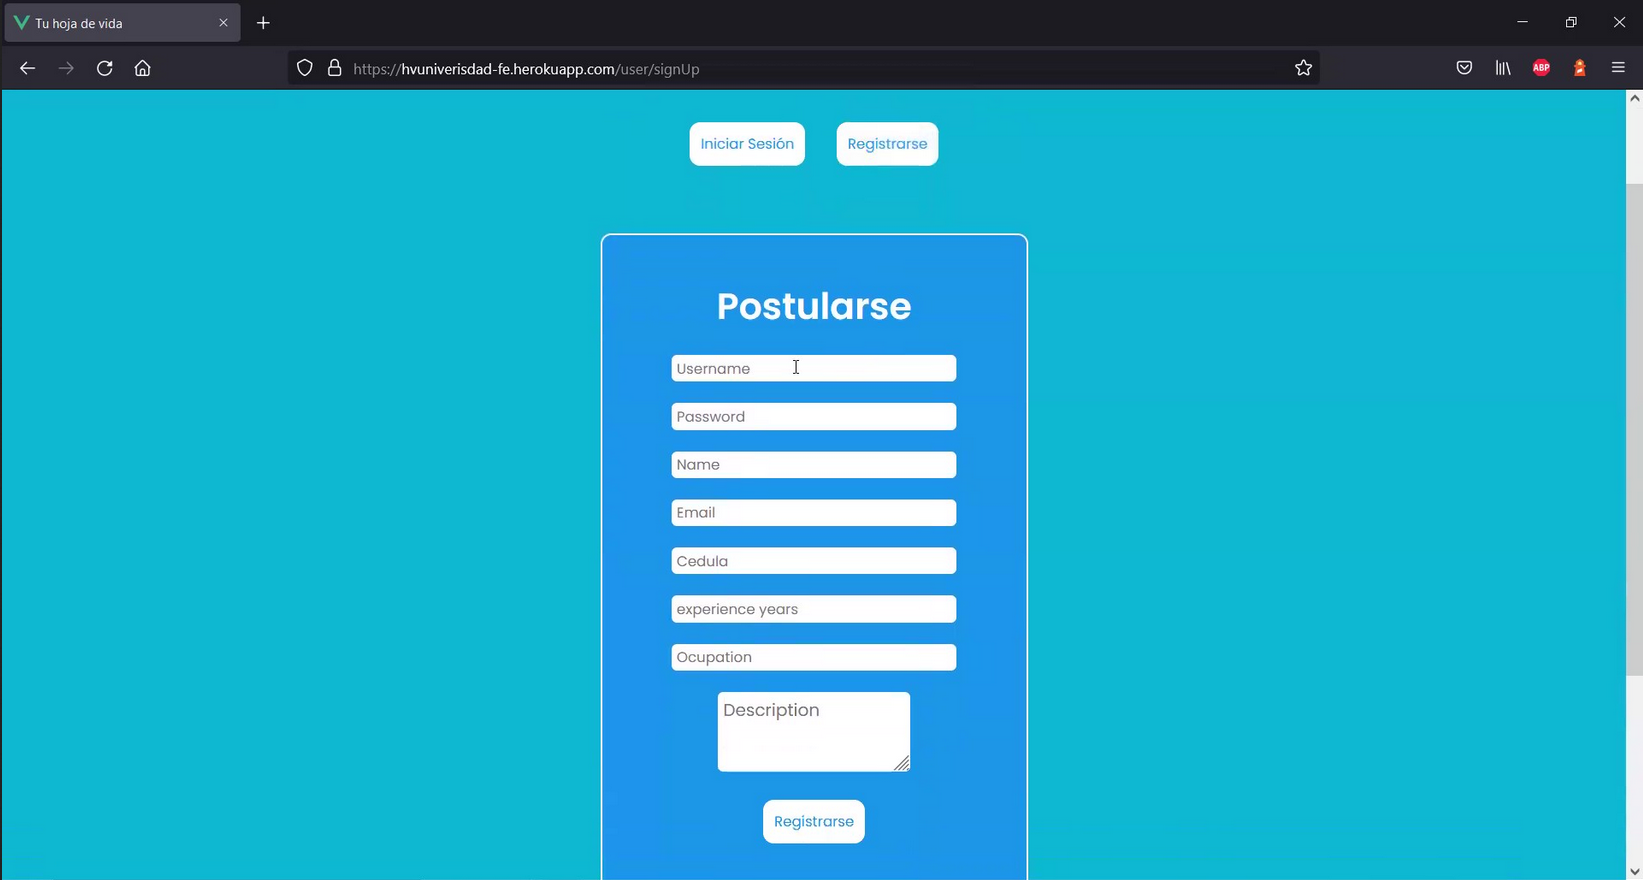 Tu hoja de vida
https://hvuniverisdad-fe.herokuapp.com/user/signUp
ABP
Iniciar Sesión
Registrarse
Postularse
Username
Password
Name
Email
Cedula
experience years
Ocupation
Description
Registrarse